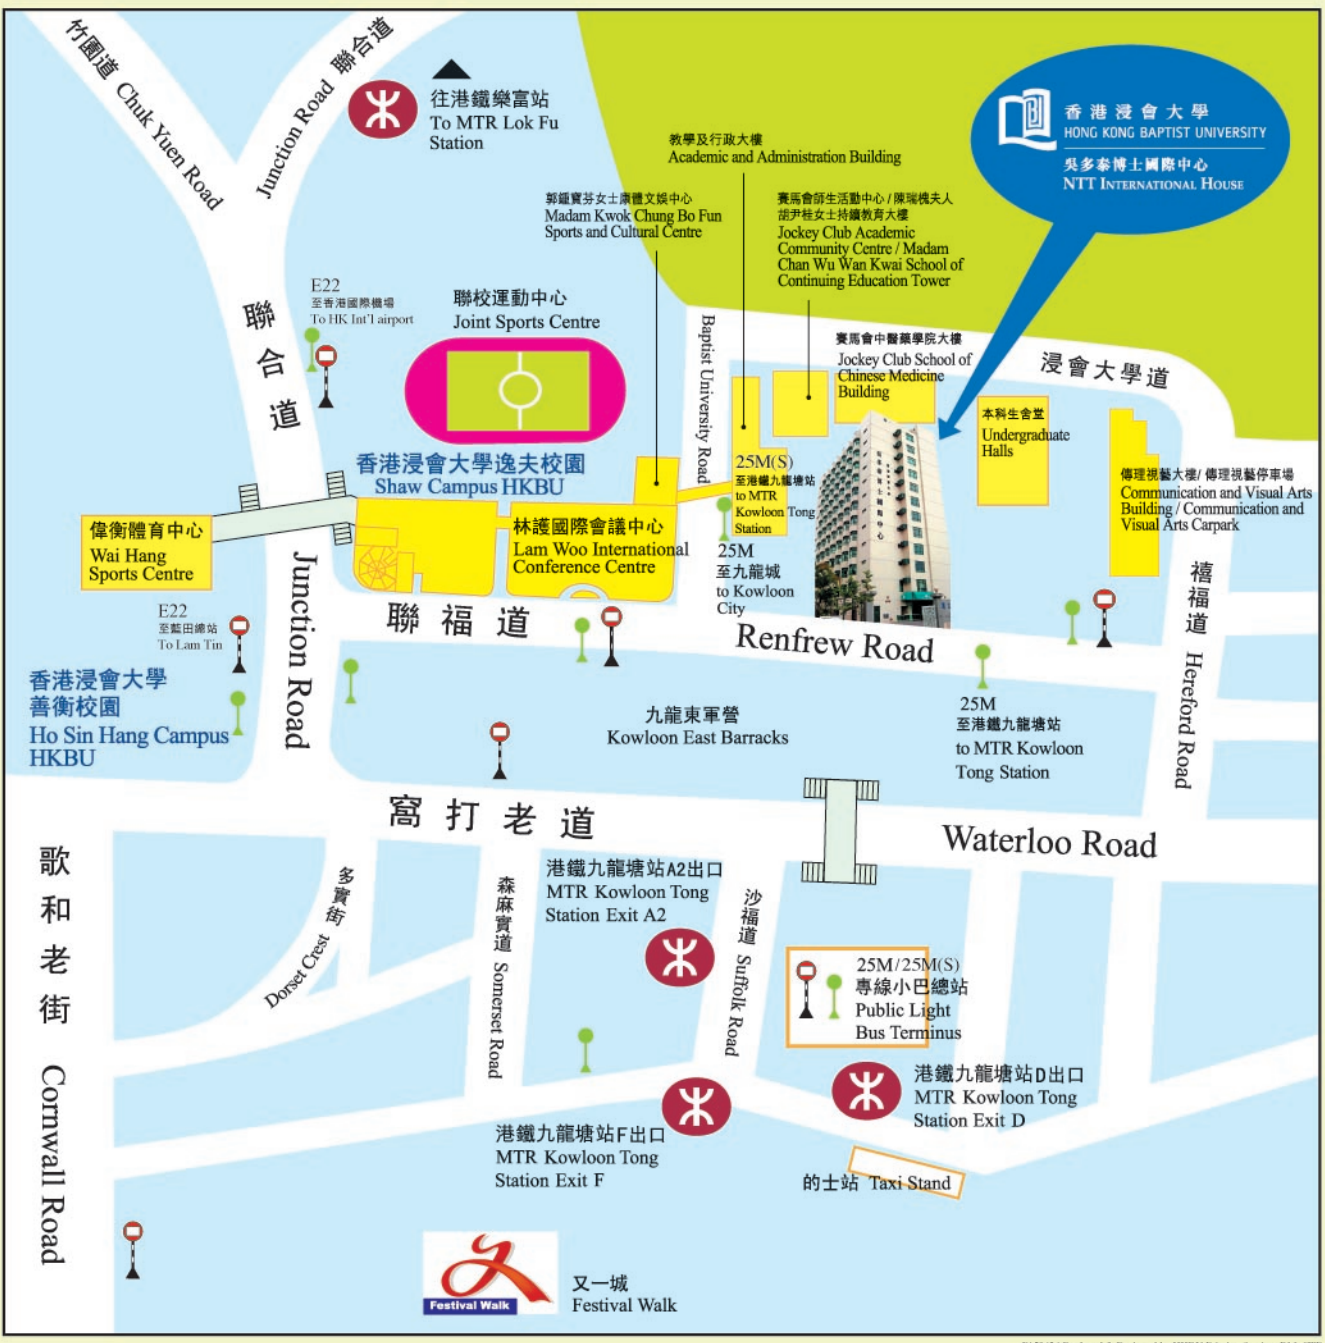 竹園道 Chuk Yuen Road
Junction Road 聯合道
往港鐵樂富站
To MTR Lok Fu
Station
香港浸會大學
HONG KONG BAPTIST UNIVERSITY
吳多泰博士國際中心
NTT INTERNATIONAL HOUSE
教學及行政大樓
Academic and Administration Building
郭鍾寶芬女士康體文娛中心
Madam Kwok Chung Bo Fun
Sports and Cultural Centre
賽馬會師生活動中心 / 陳瑞槐夫人
胡尹桂女士持續教育大樓
Jockey Club Academic
Community Centre / Madam
Chan Wu Wan Kwai School of
Continuing Education Tower
E22
至香港國際機場
To HK Int'l airport
聯校運動中心
Joint Sports Centre
聯合道
Baptist University Road
賽馬會中醫藥學院大樓
Jockey Club School of
Chinese Medicine
Building
浸會大學道
本科生舍堂
Undergraduate
Halls
香港浸會大學逸夫校園
Shaw Campus HKBU
25M(S)
至港鐵九龍塘站
to MTR
Kowloon Tong
Station
傳理視藝大樓/ 傳理視藝停車場
Communication and Visual Arts
Building / Communication and
Visual Arts Carpark
偉衡體育中心
Wai Hang
Sports Centre
林護國際會議中心
Lam Woo International
Conference Centre
25M
至九龍城
to Kowloon
City
E22
至藍田總站
To Lam Tin
Junction Road
聯福道
Renfrew Road
禧福道 Hereford Road
香港浸會大學
善衡校園
Ho Sin Hang Campus
HKBU
九龍東軍營
Kowloon East Barracks
25M
至港鐵九龍塘站
to MTR Kowloon
Tong Station
窩打老道
Waterloo Road
歌和老街 Cornwall Road
多實街 Dorset Crest
森麻實道 Somerset Road
港鐵九龍塘站A2出口
MTR Kowloon Tong
Station Exit A2
沙福道 Suffolk Road
25M/25M(S)
專線小巴總站
Public Light
Bus Terminus
港鐵九龍塘站D出口
MTR Kowloon Tong
Station Exit D
港鐵九龍塘站F出口
MTR Kowloon Tong
Station Exit F
的士站 Taxi Stand
Festival Walk
又一城
Festival Walk